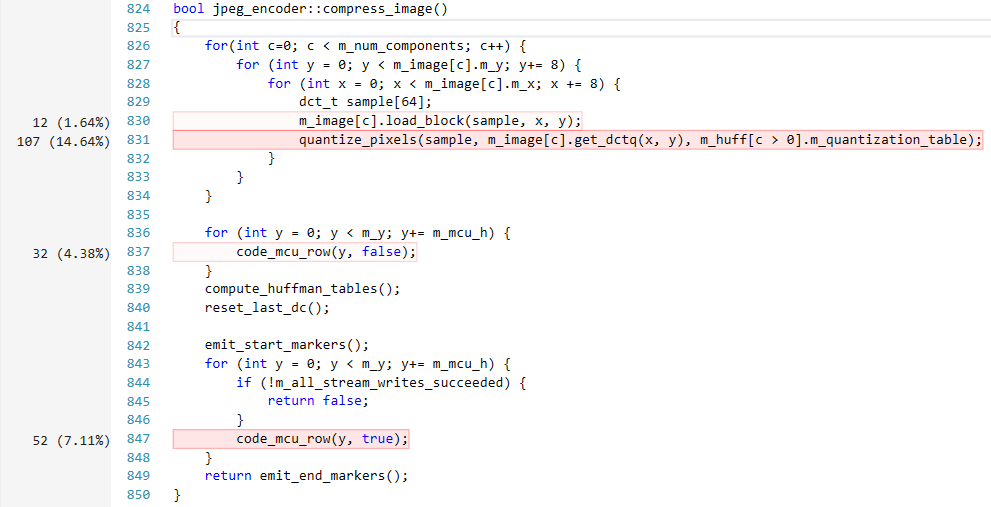 824 bool jpeg_encoder::compress_image()
825 {
826 for(int c=0; c < m_num_components; c++) {
827 for (int y = 0; y < m_image[c].m_y; y+= 8) {
828 for (int x = 0; x < m_image[c].m_x; x += 8) {
829 dct_t sample[64];
12 (1.64%) 830 m_image[c].load_block(sample, x, y);
107 (14.64%) 831 quantize_pixels(sample, m_image[c].get_dctq(x, y), m_huff[c > 0].m_quantization_table);
832 }
833 }
834 }
835
836 for (int y = 0; y < m_y; y+= m_mcu_h) {
32 (4.38%) 837 code_mcu_row(y, false);
838 }
839 compute_huffman_tables();
840 reset_last_dc();
841
842 emit_start_markers();
843 for (int y = 0; y < m_y; y+= m_mcu_h) {
844 if (!m_all_stream_writes_succeeded) {
845 return false;
846 }
52 (7.11%) 847 code_mcu_row(y, true);
848 }
849 return emit_end_markers();
850 }